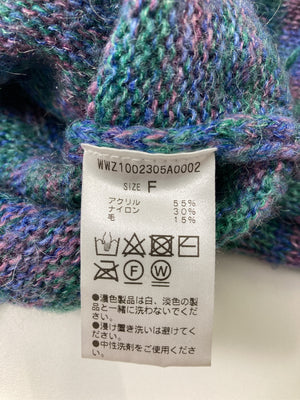 WWZ1002305A0002
SIZE F
アクリル 55%
ナイロン 30%
毛 15%
F W
●濃色製品は白、淡色の製
品と一緒に洗わないでくだ
さい。
●浸け置き洗いは避けてく
ださい。
●中性洗剤をご使用ください。